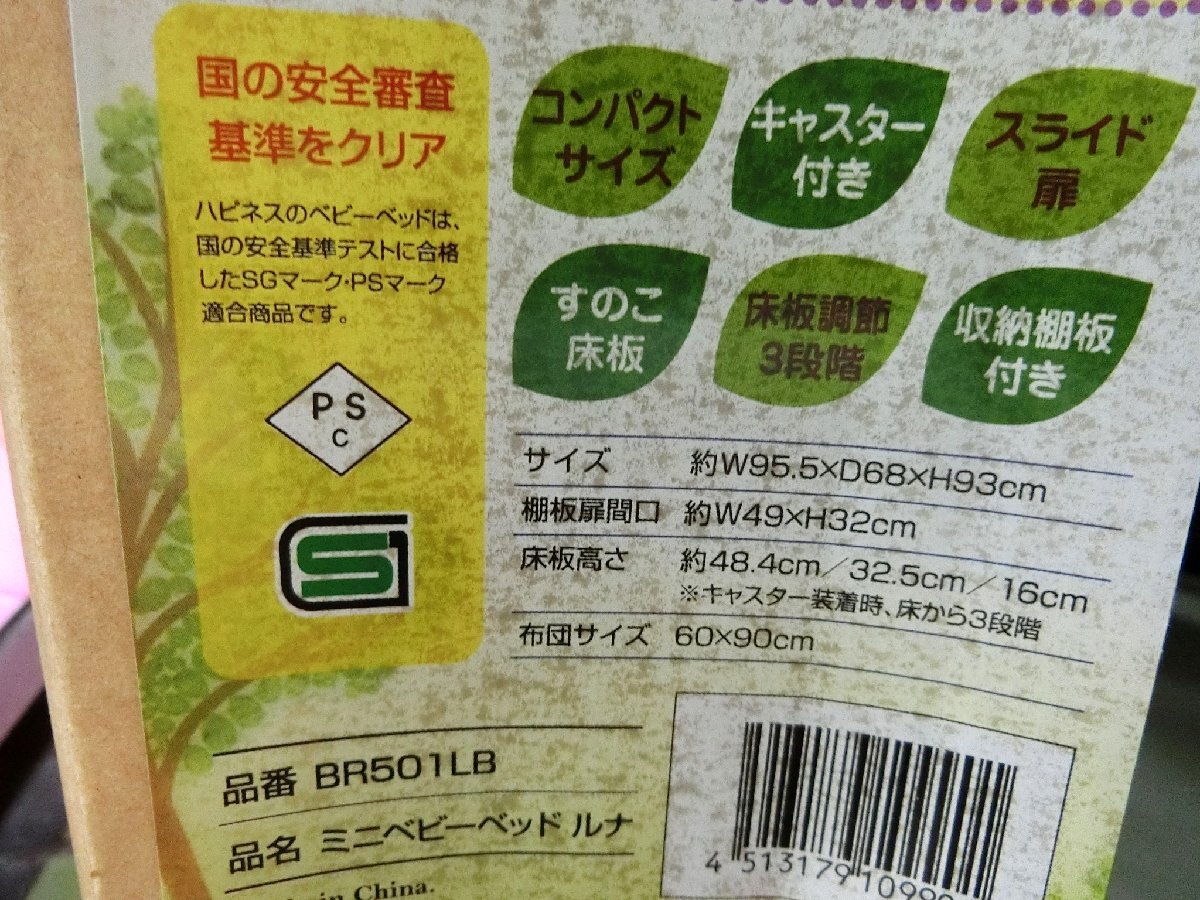 国の安全審査
基準をクリア
ハピネスのベビーベッドは、
国の安全基準テストに合格
したSGマーク・PSマーク
適合商品です。
P S
C
コンパクト
サイズ
キャスター
付き
スライド
扉
すのこ
床板
床板調節
3段階
収納棚板
付き
サイズ 約W95.5×D68×H93cm
棚板扉間口 約W49×H32cm
床板高さ 約48.4cm／32.5cm／16cm
※キャスター装着時、床から3段階
布団サイズ 60×90cm
品番 BR501LB
品名 ミニベビーベッド ルナ
in China.
4 513179